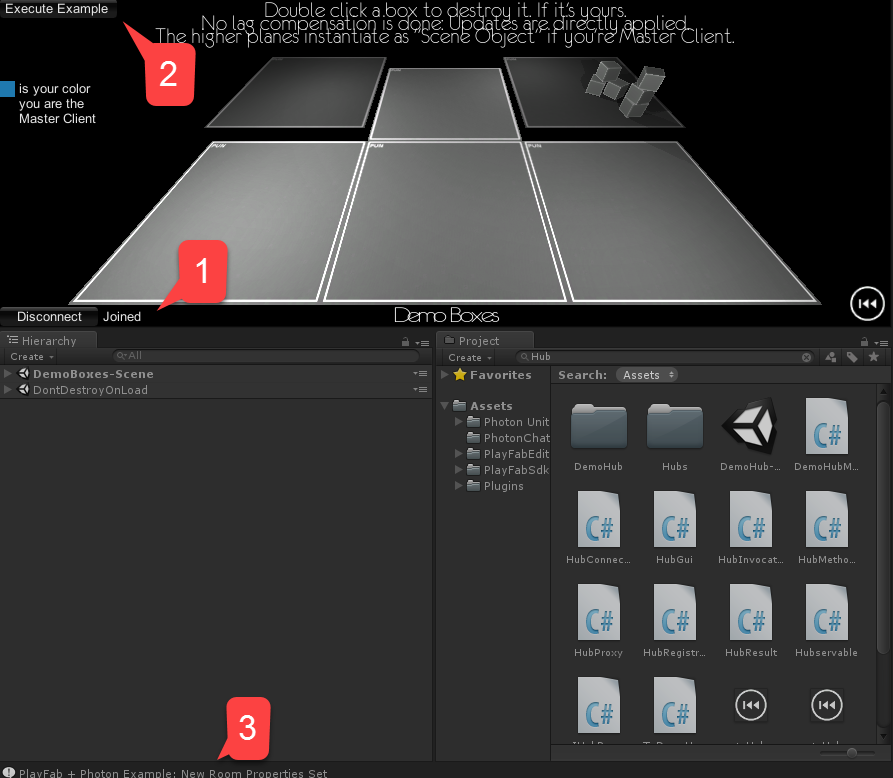 Execute Example
Double click a box to destroy it. If it's yours.
No lag compensation is done: Updates are directly applied.
The higher planes instantiate as "Scene Object" if you're Master Client.
2
is your color
you are the
Master Client
PUN
PUN
PUN
1
Disconnect
Joined
Demo Boxes
Hierarchy
Create
All
DemoBoxes-Scene
DontDestroyOnLoad
Project
Create
Hub
Favorites
Search:
Assets
Assets
Photon Unit
PhotonChat
PlayFabEdit
PlayFabSdk
Plugins
DemoHub
Hubs
DemoHub-...
DemoHubM...
HubConnec...
HubGui
HubInvocat...
HubMetho...
HubProxy
HubRegistr...
HubResult
Hubservable
3
PlayFab + Photon Example: New Room Properties Set